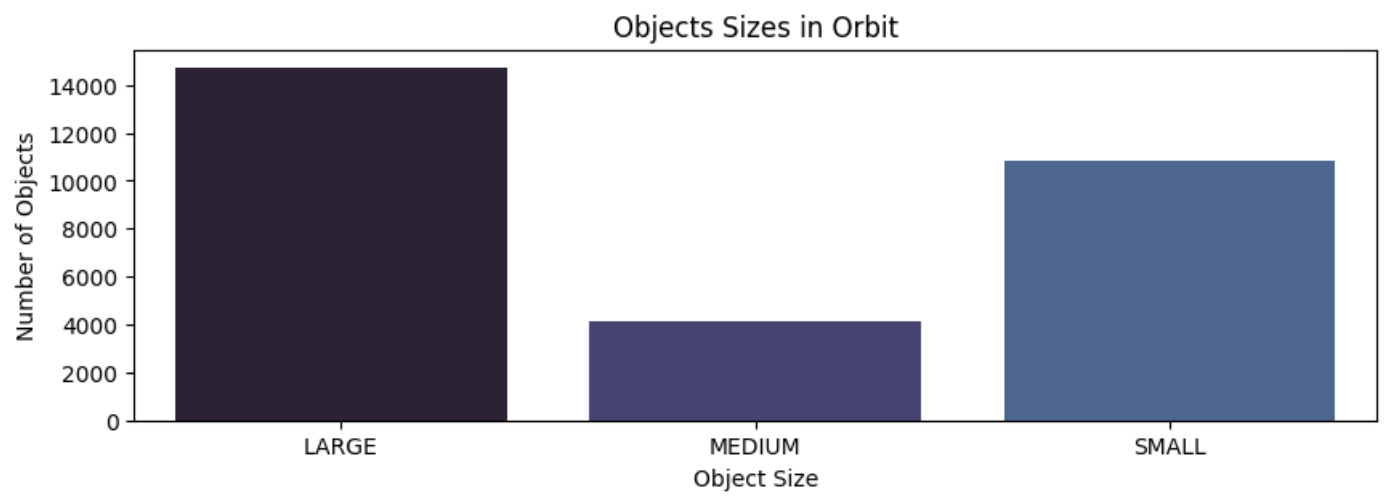 Objects Sizes in Orbit
Number of Objects
14000
12000
10000
8000
6000
4000
2000
0
LARGE MEDIUM SMALL
Object Size